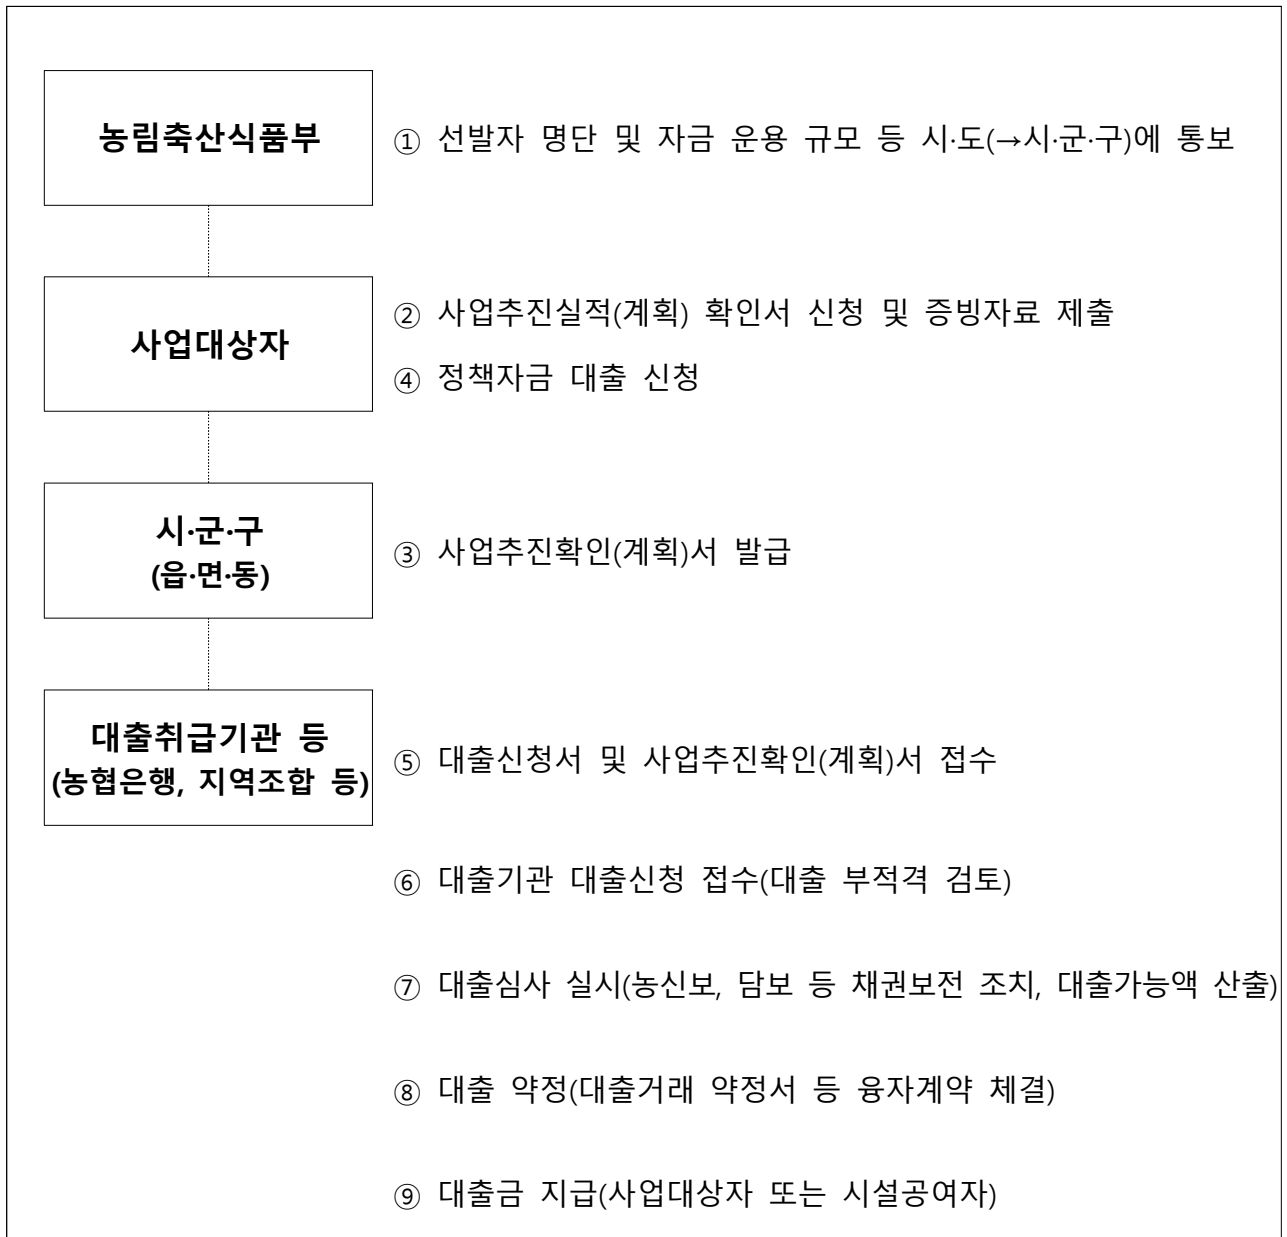 농림축산식품부
① 선발자 명단 및 자금 운용 규모 등 시·도(→시·군·구)에 통보
사업대상자
② 사업추진실적(계획) 확인서 신청 및 증빙자료 제출
④ 정책자금 대출 신청
시·군·구
(읍·면·동)
③ 사업추진확인(계획)서 발급
대출취급기관 등
(농협은행, 지역조합 등)
⑤ 대출신청서 및 사업추진확인(계획)서 접수
⑥ 대출기관 대출신청 접수(대출 부적격 검토)
⑦ 대출심사 실시(농신보, 담보 등 채권보전 조치, 대출가능액 산출)
⑧ 대출 약정(대출거래 약정서 등 융자계약 체결)
⑨ 대출금 지급(사업대상자 또는 시설공여자)